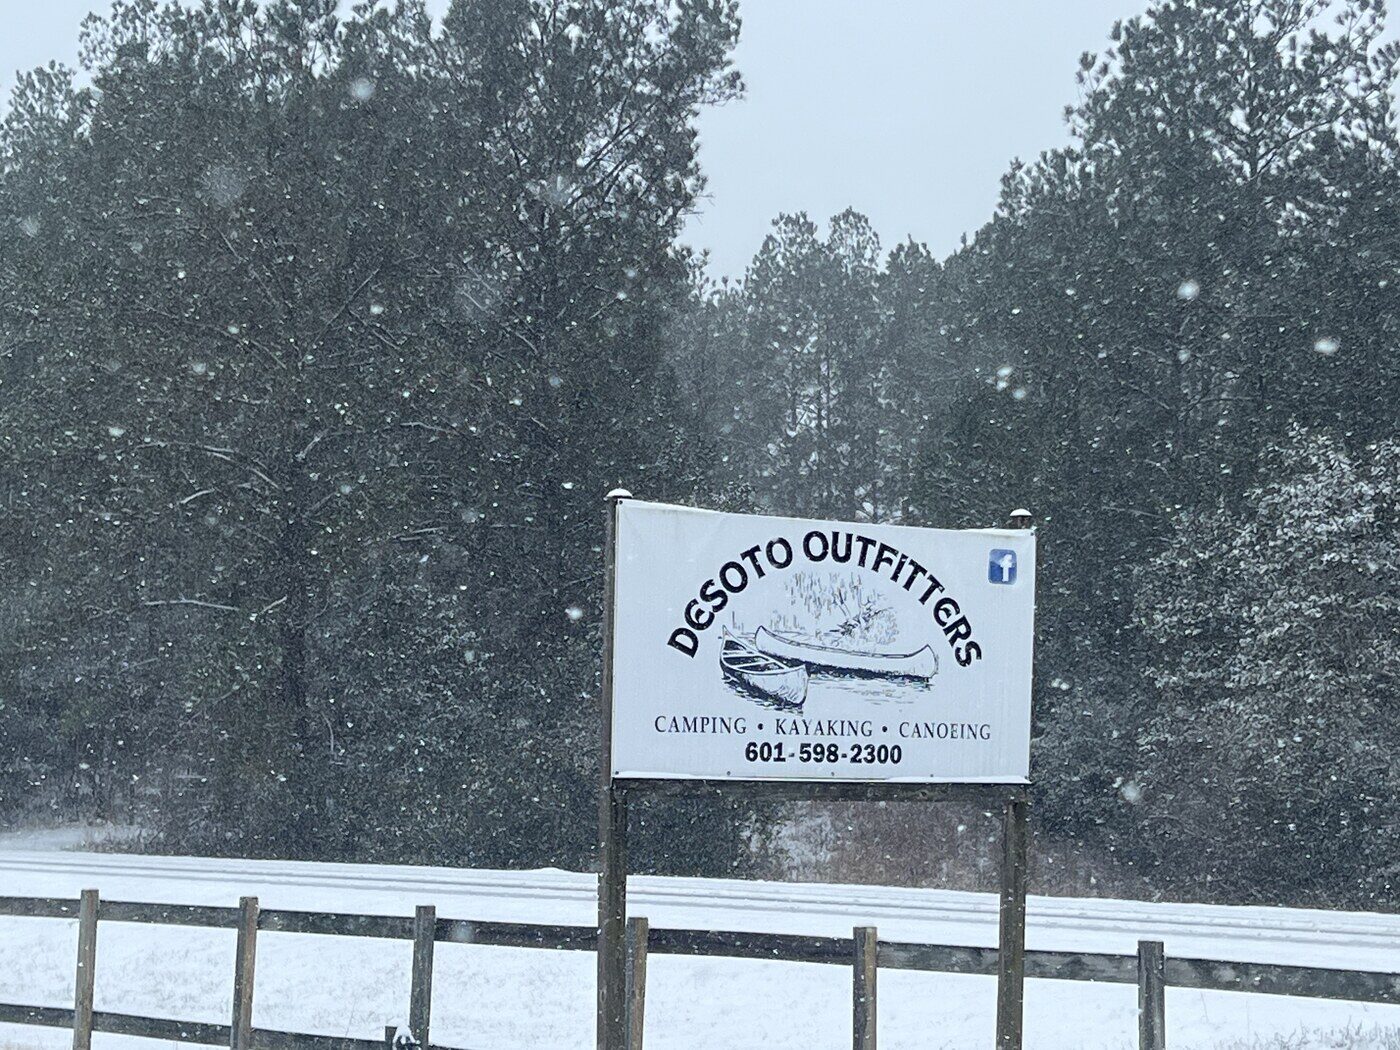 DESOTO OUTFITTERS
f
CAMPING • KAYAKING • CANOEING
601-598-2300